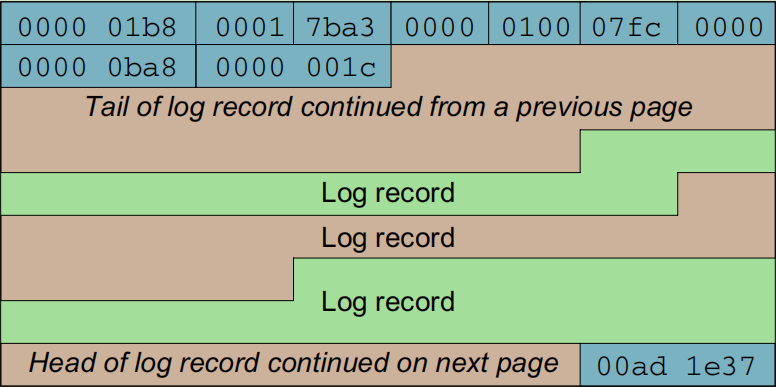 0000 01b8 0001 7ba3 0000 0100 07fc 0000
0000 0ba8 0000 001c
Tail of log record continued from a previous page
Log record
Log record
Log record
Head of log record continued on next page 00ad 1e37